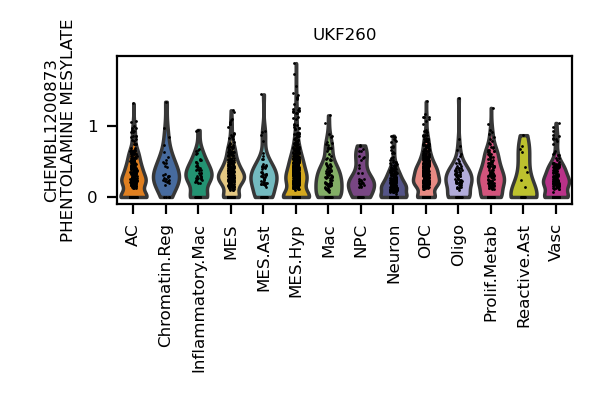 UKF260
CHEMBL1200873
PHENTOLAMINE MESYLATE
1
0
AC
Chromatin.Reg
Inflammatory.Mac
MES
MES.Ast
MES.Hyp
Mac
NPC
Neuron
OPC
Oligo
Prolif.Metab
Reactive.Ast
Vasc